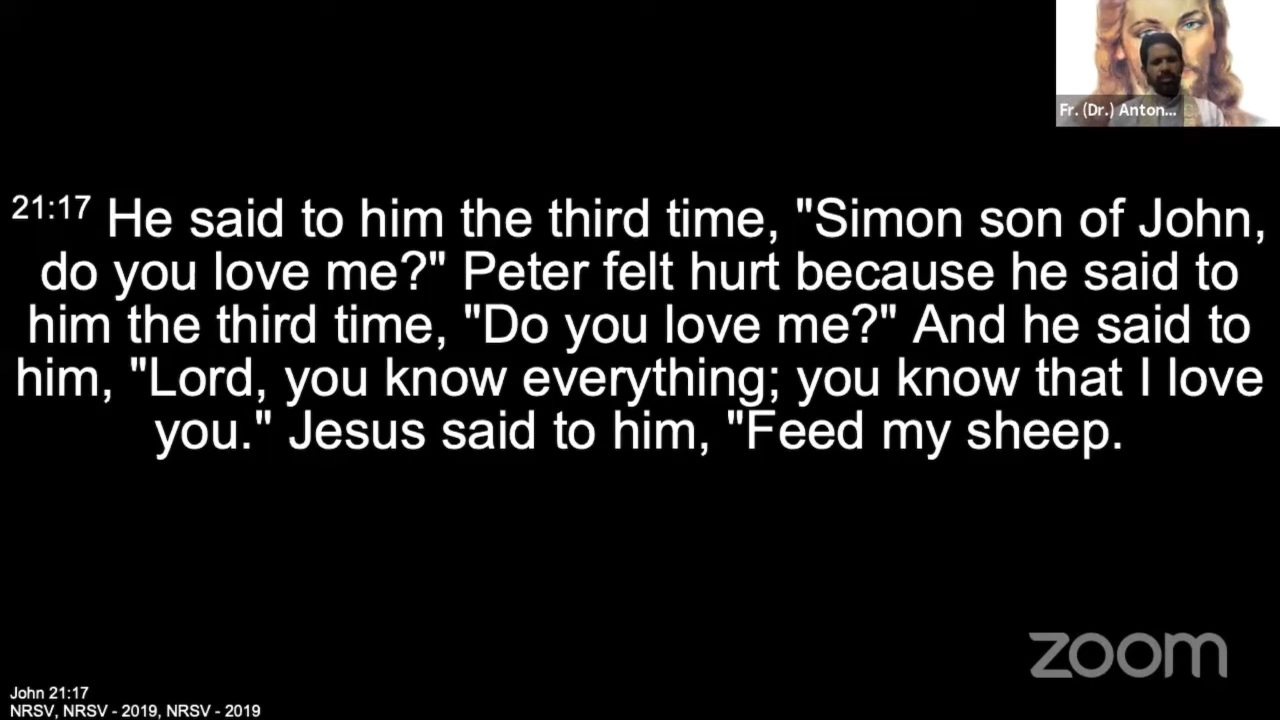 Fr. (Dr.) Anton...
21:17 He said to him the third time, "Simon son of John,
do you love me?" Peter felt hurt because he said to
him the third time, "Do you love me?" And he said to
him, "Lord, you know everything; you know that I love
you." Jesus said to him, "Feed my sheep.
zoom
John 21:17
NRSV, NRSV - 2019, NRSV - 2019